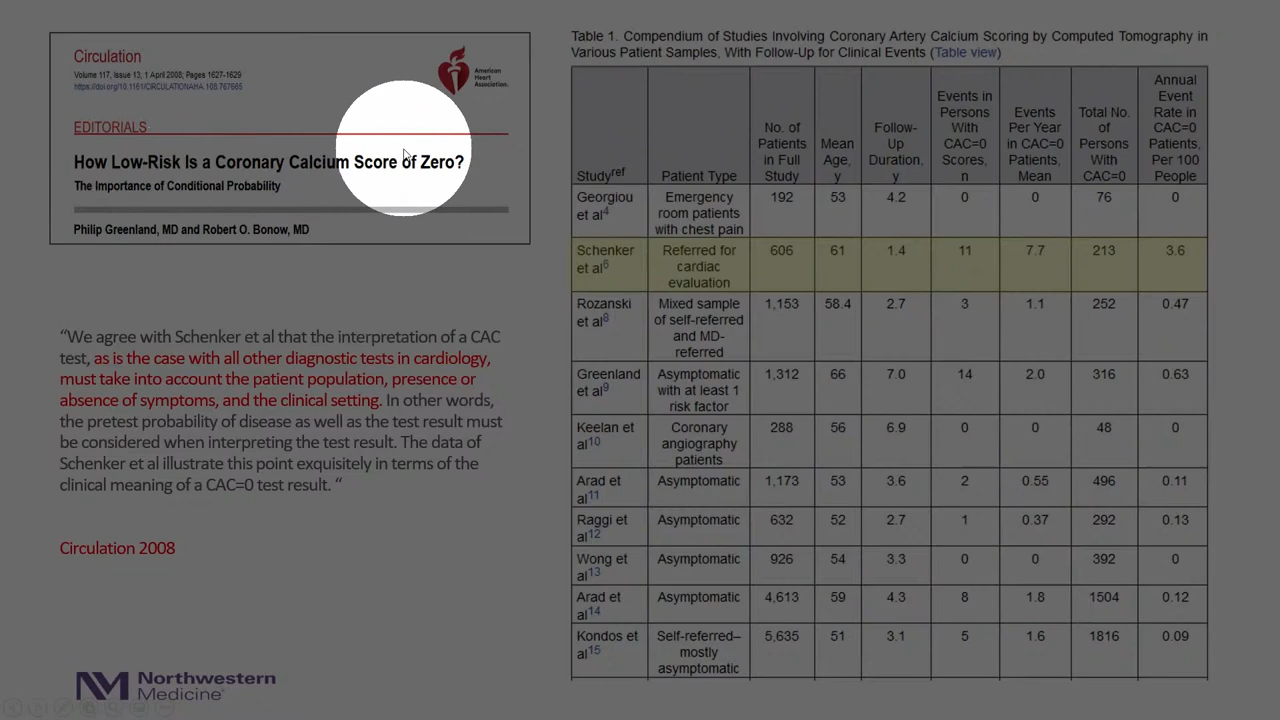 Circulation
Volume 117, Issue 13, 1 April 2008; Pages 1627-1629
https://doi.org/10.1161/CIRCULATIONAHA.108.767665
American
Heart
Association.
EDITORIALS
How Low-Risk Is a Coronary Calcium Score of Zero?
The Importance of Conditional Probability
Philip Greenland, MD and Robert O. Bonow, MD
“We agree with Schenker et al that the interpretation of a CAC
test, as is the case with all other diagnostic tests in cardiology,
must take into account the patient population, presence or
absence of symptoms, and the clinical setting. In other words,
the pretest probability of disease as well as the test result must
be considered when interpreting the test result. The data of
Schenker et al illustrate this point exquisitely in terms of the
clinical meaning of a CAC=0 test result. “
Circulation 2008
Northwestern
Medicine
Table 1. Compendium of Studies Involving Coronary Artery Calcium Scoring by Computed Tomography in
Various Patient Samples, With Follow-Up for Clinical Events (Table view)
Study ref
Patient Type
No. of
Patients
in Full
Study
Mean
Age,
y
Follow-
Up
Duration,
y
Events in
Persons
With
CAC=0
Scores,
n
Events
Per Year
in CAC=0
Patients,
Mean
Total No.
of
Persons
With
CAC=0
Annual
Event
Rate in
CAC=0
Patients,
Per 100
People
Georgiou
et al4
Emergency
room patients
with chest pain
192
53
4.2
0
0
76
0
Schenker
et al6
Referred for
cardiac
evaluation
606
61
1.4
11
7.7
213
3.6
Rozanski
et al8
Mixed sample
of self-referred
and MD-
referred
1,153
58.4
2.7
3
1.1
252
0.47
Greenland
et al9
Asymptomatic
with at least 1
risk factor
1,312
66
7.0
14
2.0
316
0.63
Keelan et
al10
Coronary
angiography
patients
288
56
6.9
0
0
48
0
Arad et
al11
Asymptomatic
1,173
53
3.6
2
0.55
496
0.11
Raggi et
al12
Asymptomatic
632
52
2.7
1
0.37
292
0.13
Wong et
al13
Asymptomatic
926
54
3.3
0
0
392
0
Arad et
al14
Asymptomatic
4,613
59
4.3
8
1.8
1504
0.12
Kondos et
al15
Self-referred–
mostly
asymptomatic
5,635
51
3.1
5
1.6
1816
0.09